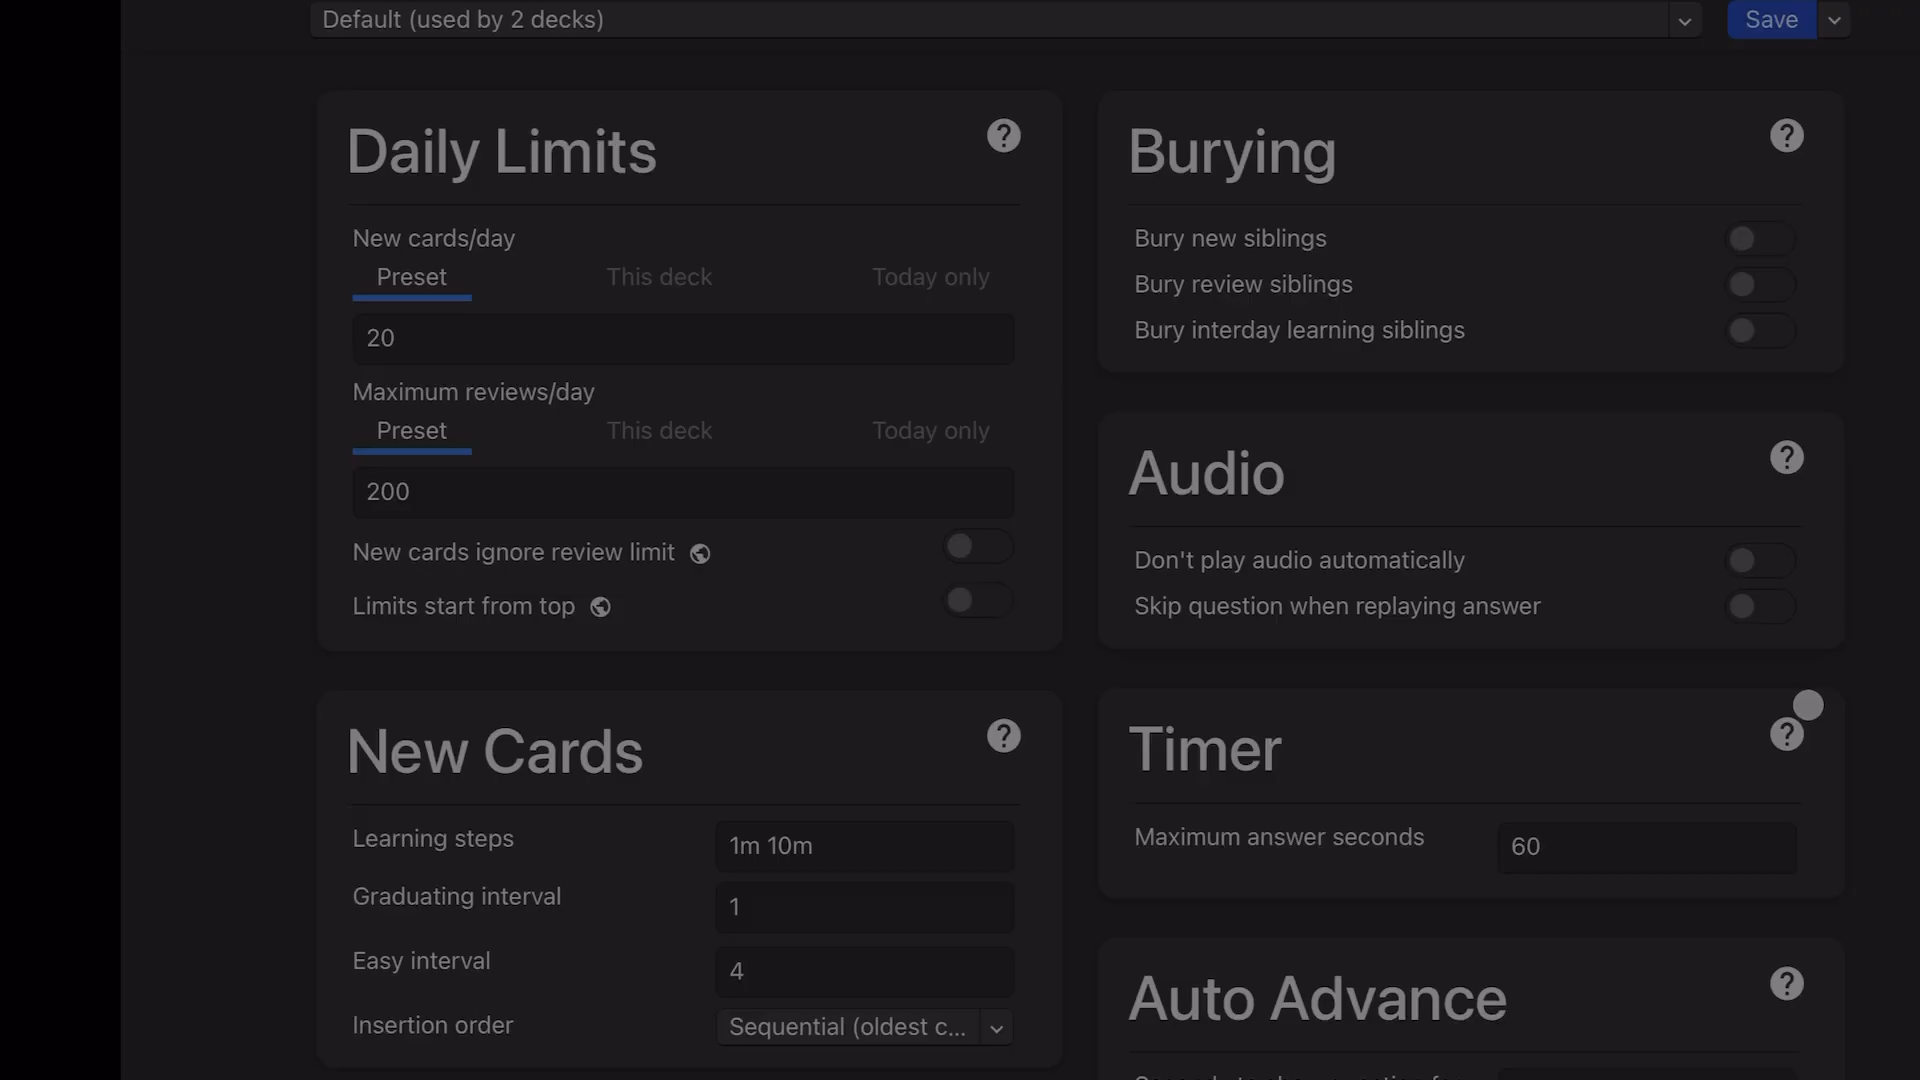 Default (used by 2 decks)
Save
Daily Limits
New cards/day
Preset
This deck
Today only
20
Maximum reviews/day
Preset
This deck
Today only
200
New cards ignore review limit
Limits start from top
New Cards
Learning steps
1m 10m
Graduating interval
1
Easy interval
4
Insertion order
Sequential (oldest c...
Burying
Bury new siblings
Bury review siblings
Bury interday learning siblings
Audio
Don't play audio automatically
Skip question when replaying answer
Timer
Maximum answer seconds
60
Auto Advance